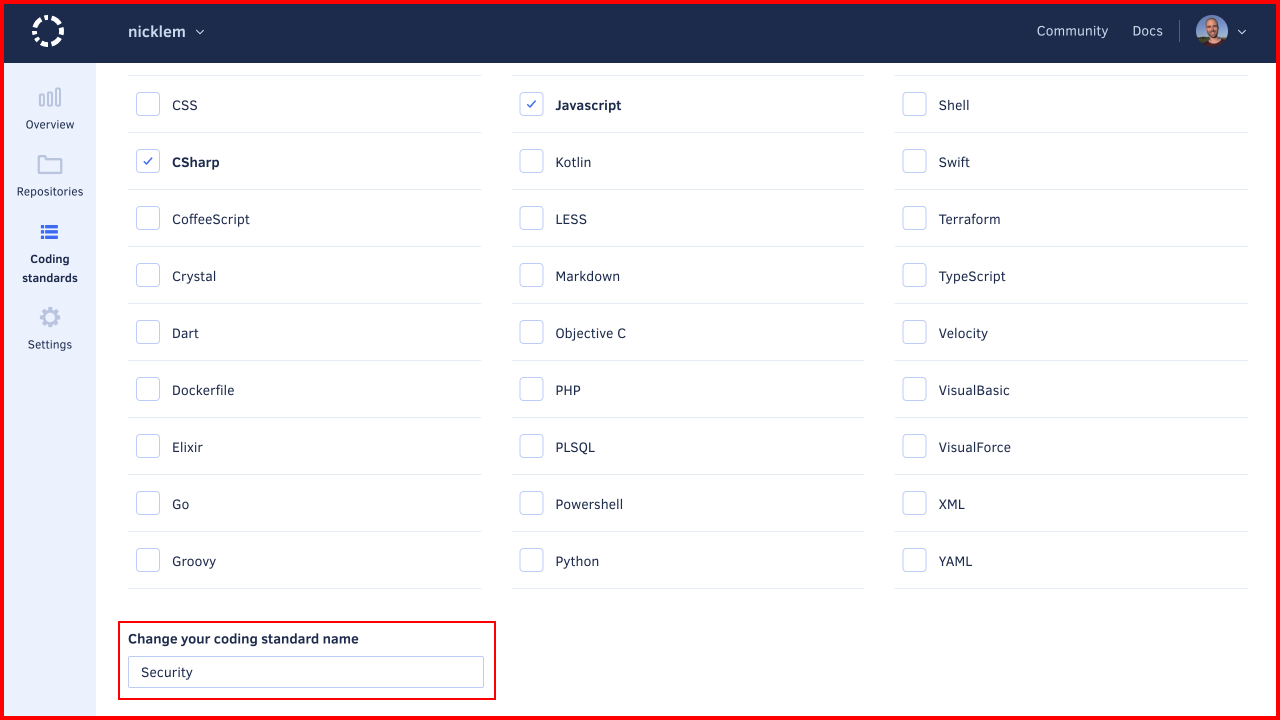 nicklem
Community
Docs
Overview
Repositories
Coding
standards
Settings
CSS
Javascript
Shell
CSharp
Kotlin
Swift
CoffeeScript
LESS
Terraform
Crystal
Markdown
TypeScript
Dart
Objective C
Velocity
Dockerfile
PHP
VisualBasic
Elixir
PLSQL
VisualForce
Go
Powershell
XML
Groovy
Python
YAML
Change your coding standard name
Security